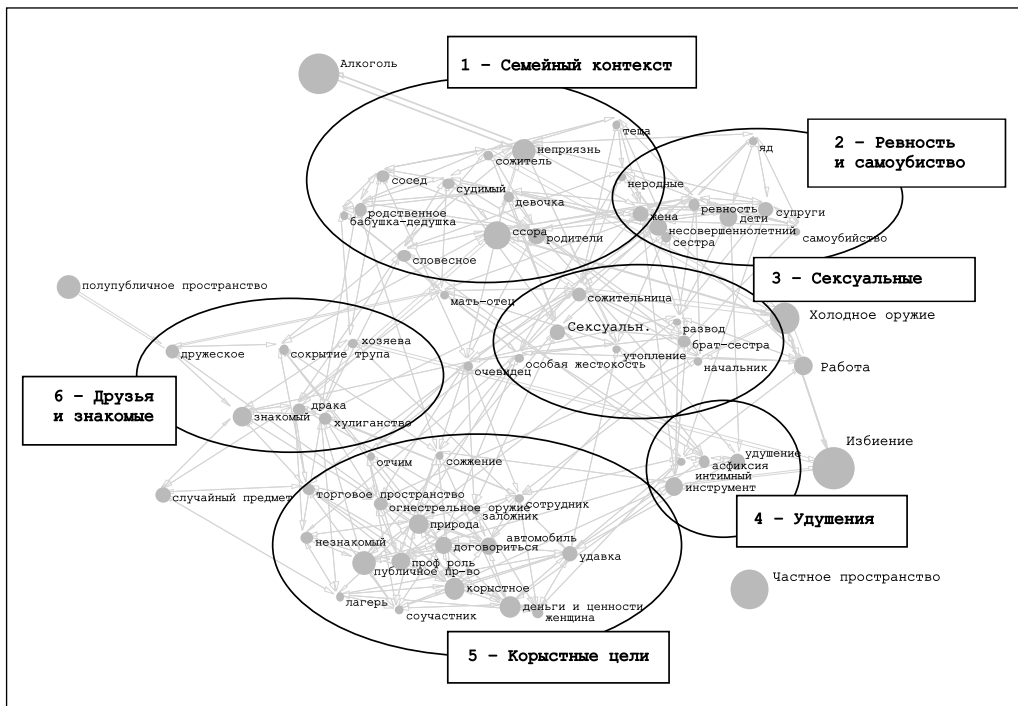 Алкоголь
1 – Семейный контекст
теща
2 – Ревность
и самоубиство
неприязнь
яд
сожитель
сосед
судимый
неродные
девочка
родственное
бабушка-дедушка
жена
ревность
дети
супруги
ссора
родители
несовершеннолетний
сестра
самоубийство
словесное
3 – Сексуальные
полупубличное пространство
мать-отец
сожительница
Холодное оружие
Сексуальн.
развод
дружеское
сокрытие трупа
хозяева
утопление
брат-сестра
особая жестокость
начальник
очевидец
Работа
6 – Друзья
и знакомые
знакомый
драка
хулиганство
Избиение
отчим
сожжение
удушение
асфиксия
интимный
инструмент
случайный предмет
торговое пространство
огнестрельное оружие
сотрудник
заложник
4 – Удушения
природа
незнакомый
договориться
автомобиль
удавка
проф роль
публичное пр-во
корыстное
Частное пространство
лагерь
соучастник
деньги и ценности
женщина
5 – Корыстные цели